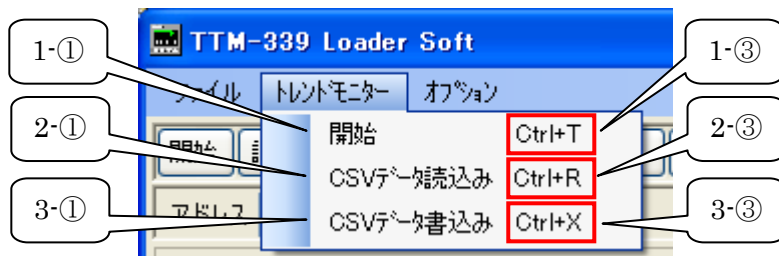 TTM-339 Loader Soft
1-①
1-③
ファイル トレンドモニター オプション
開始 Ctrl+T
2-①
2-③
開始
CSVデータ読込み Ctrl+R
3-①
3-③
アドレス
CSVデータ書込み Ctrl+X